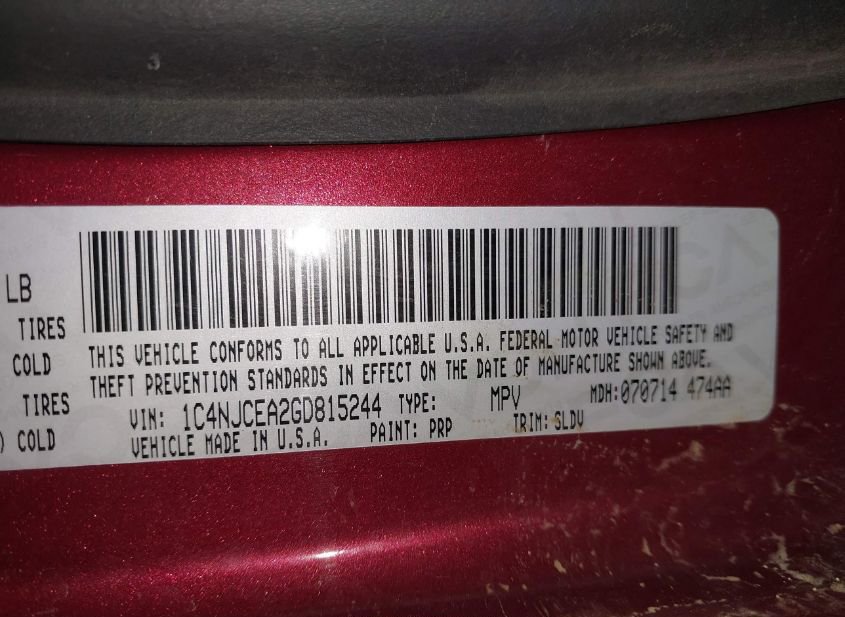 LB
TIRES
COLD
TIRES
) COLD
THIS VEHICLE CONFORMS TO ALL APPLICABLE U.S.A. FEDERAL MOTOR VEHICLE SAFETY AND
THEFT PREVENTION STANDARDS IN EFFECT ON THE DATE OF MANUFACTURE SHOWN ABOVE.
VIN: 1C4NJCEA2GD815244 TYPE: MPV MDH:070714 474AA
VEHICLE MADE IN U.S.A. PAINT: PRP TRIM: SLDV